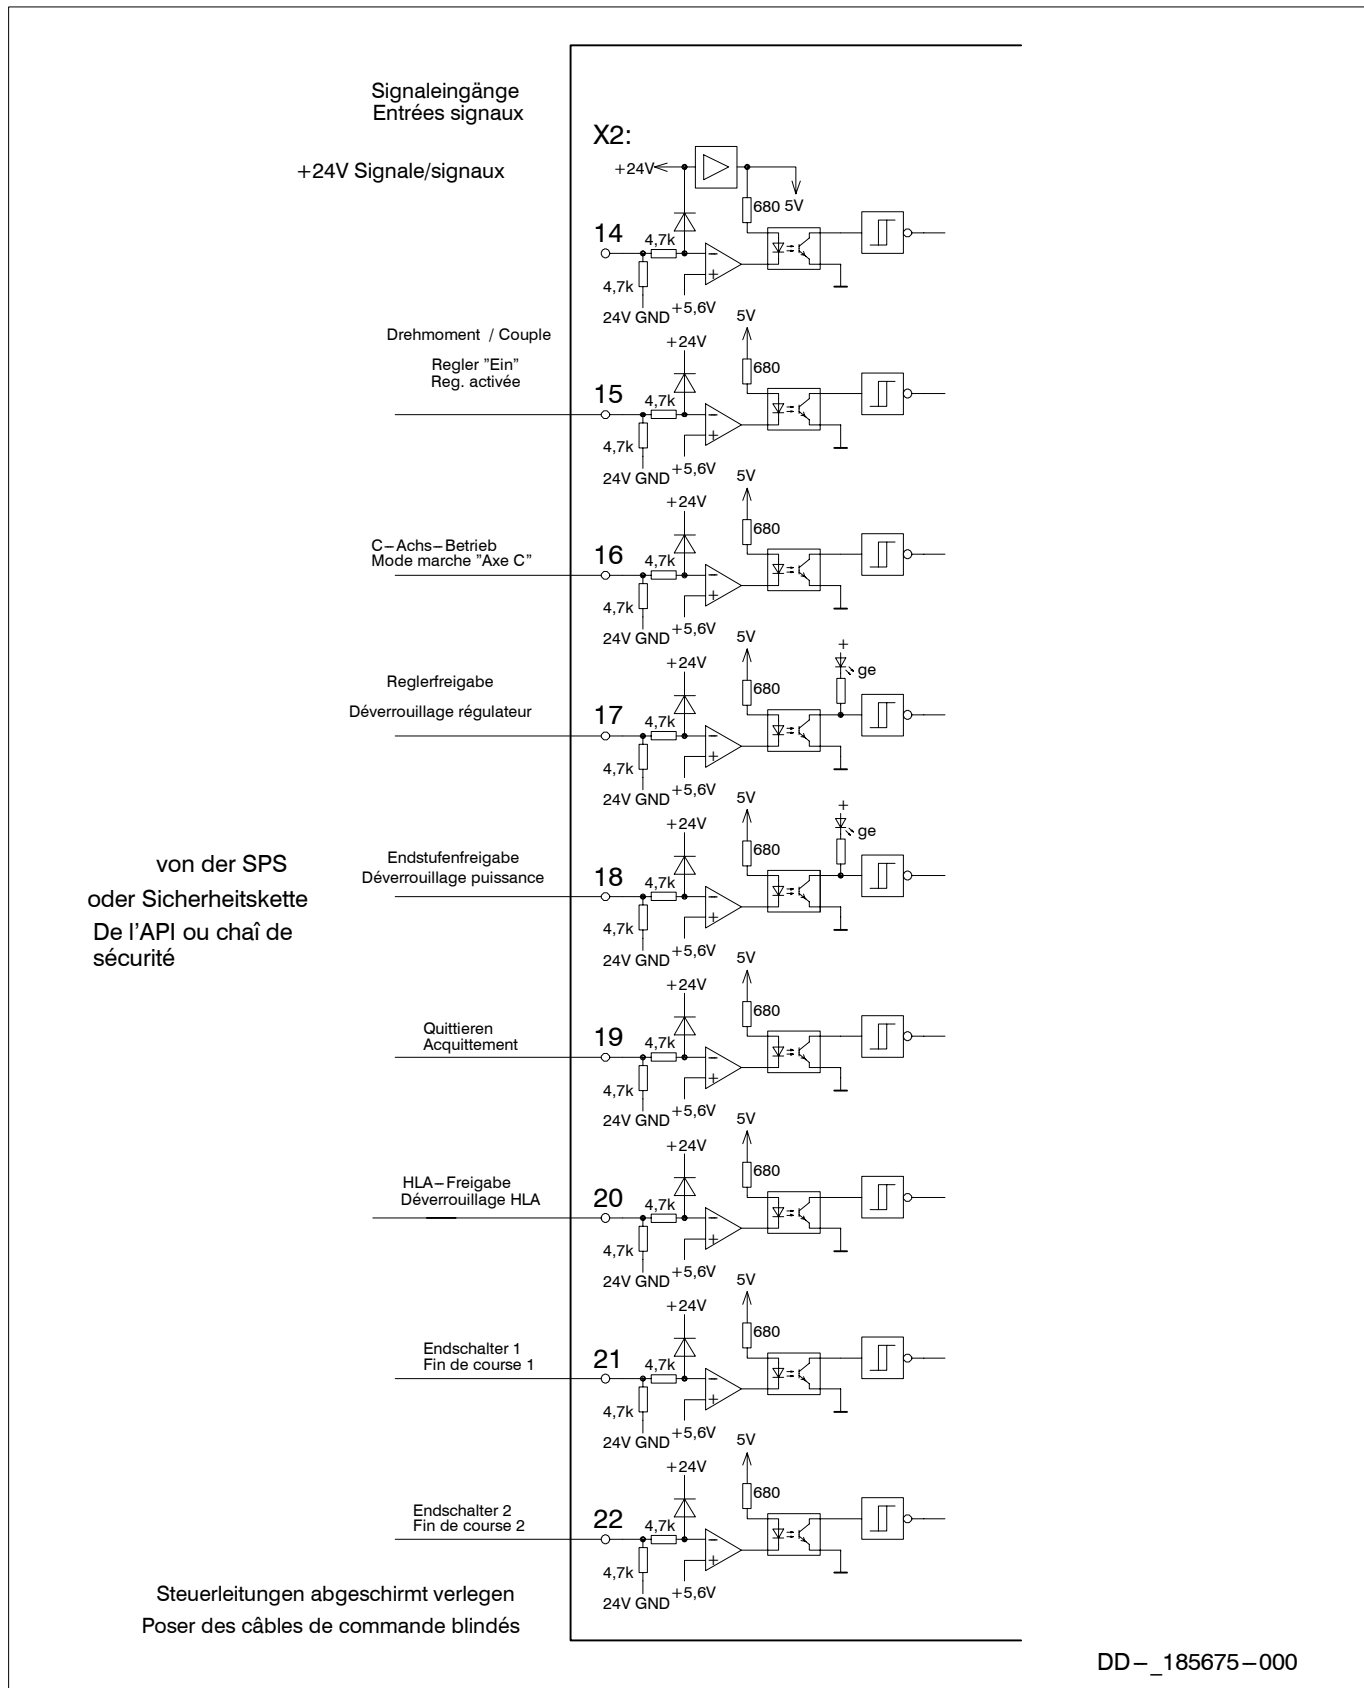 Signaleingänge
Entrées signaux
X2:
+24V Signale/signaux
+24V
680 5V
14
4,7k
4,7k
+5,6V
24V GND
5V
Drehmoment / Couple
+24V
Regler ”Ein”
680
Reg. activée
15
4,7k
4,7k
+5,6V
24V GND
5V
+24V
680
C–Achs–Betrieb
Mode marche ”Axe C”
16
4,7k
4,7k
24V GND
+5,6V
5V
+
+24V
ge
Reglerfreigabe
680
Déverrouillage régulateur
17
4,7k
4,7k
+5,6V
24V GND
5V
+
+24V
ge
680
von der SPS
oder Sicherheitskette
De l’API ou chaî de
sécurité
Endstufenfreigabe
Déverrouillage puissance
18
4,7k
4,7k
24V GND
+5,6V
5V
+24V
680
Quittieren
Acquittement
19
4,7k
4,7k
+5,6V
24V GND
5V
+24V
680
HLA–Freigabe
Déverrouillage HLA
20
4,7k
4,7k
24V GND
+5,6V
5V
+24V
680
Endschalter 1
Fin de course 1
21
4,7k
4,7k
24V GND
+5,6V
5V
+24V
680
Endschalter 2
Fin de course 2
22
4,7k
4,7k
+5,6V
24V GND
Steuerleitungen abgeschirmt verlegen
Poser des câbles de commande blindés
DD–_185675–000